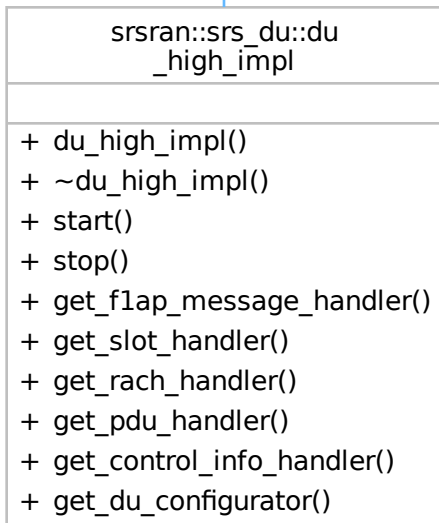 srsran::srs_du::du
_high_impl
+ du_high_impl()
+ ~du_high_impl()
+ start()
+ stop()
+ get_f1ap_message_handler()
+ get_slot_handler()
+ get_rach_handler()
+ get_pdu_handler()
+ get_control_info_handler()
+ get_du_configurator()